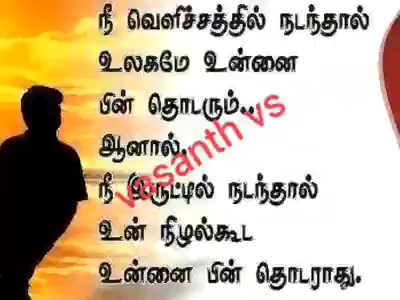 நீ வெளிச்சத்தில் நடந்தால்
உலகமே உன்னை
பின் தொடரும்..
ஆனால்,
நீ இருட்டில் நடந்தால்
உன் நிழல்கூட
உன்னை பின் தொடராது.
vasanth vs